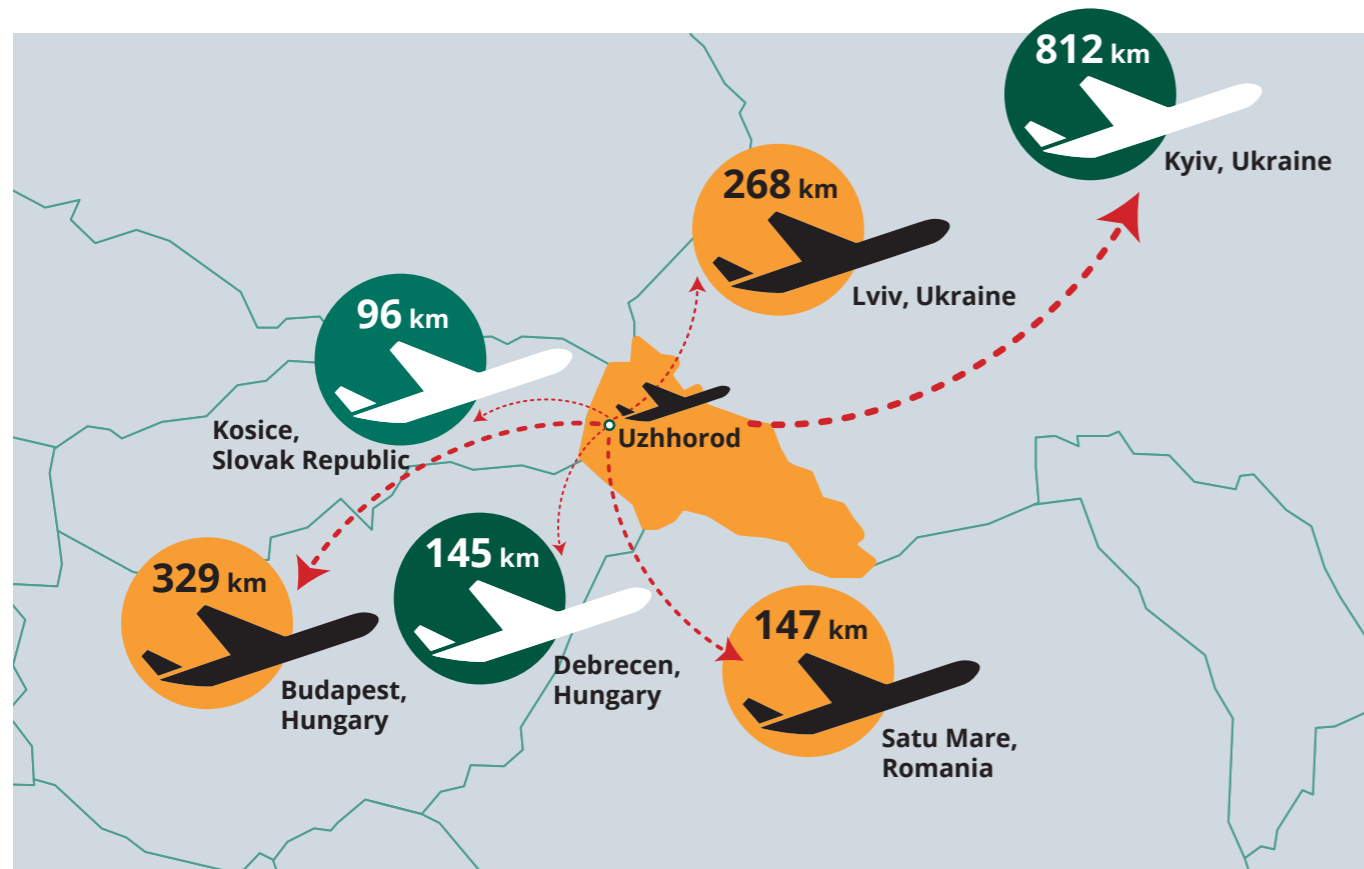 812 km
Kyiv, Ukraine
268 km
Lviv, Ukraine
96 km
Kosice,
Slovak Republic
Uzhhorod
329 km
Budapest,
Hungary
145 km
Debrecen,
Hungary
147 km
Satu Mare,
Romania